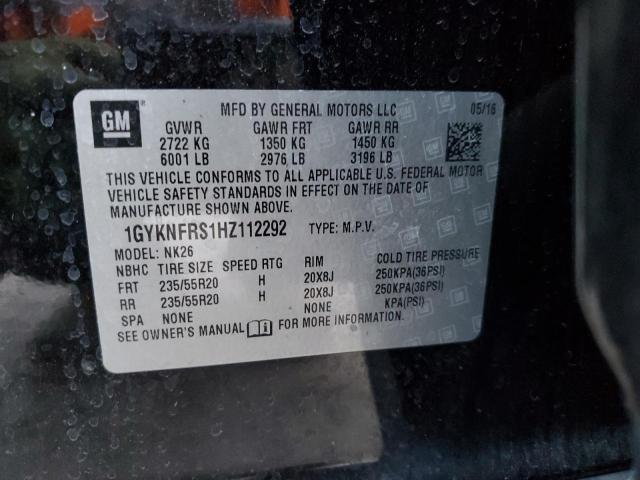 GM
MFD BY GENERAL MOTORS LLC 05/16
GVWR GAWR FRT GAWR RR
2722 KG 1350 KG 1450 KG
6001 LB 2976 LB 3196 LB
THIS VEHICLE CONFORMS TO ALL APPLICABLE U.S. FEDERAL MOTOR
VEHICLE SAFETY STANDARDS IN EFFECT ON THE DATE OF
MANUFACTURE SHOWN ABOVE.
1GYKNFRS1HZ112292 TYPE: M.P.V.
MODEL: NK26
NBHC TIRE SIZE SPEED RTG RIM COLD TIRE PRESSURE
FRT 235/55R20 H 20X8J 250KPA(36PSI)
RR 235/55R20 H 20X8J 250KPA(36PSI)
SPA NONE NONE KPA(PSI)
SEE OWNER'S MANUAL FOR MORE INFORMATION.